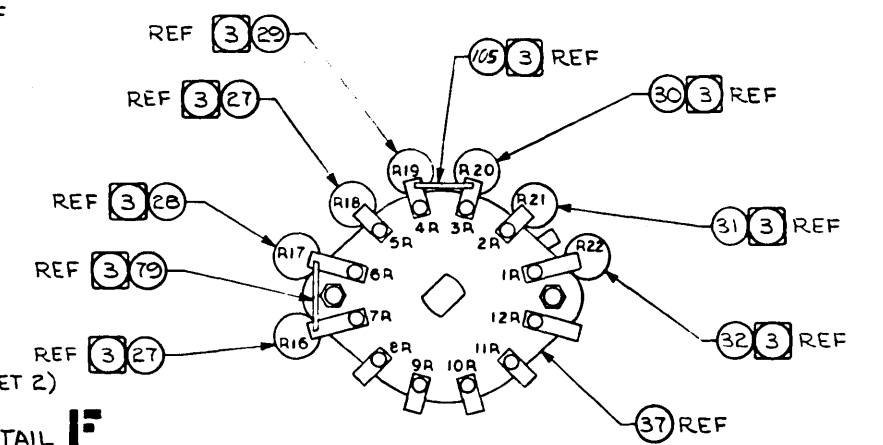 REF 3 29
105 3 REF
REF 3 27
30 3 REF
R19 R20
R18 R21
REF 3 28
4R 3R
5R 2R
31 3 REF
R17 R22
REF 3 79
6R 1R
7R 12R
R16
32 3 REF
REF 3 27
8R 11R
9R 10R
ET 2)
37 REF
TAIL F